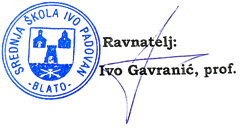 SREDNJA ŠKOLA IVO PADOVAN
-BLATO-
Ravnatelj:
Ivo Gavranić, prof.